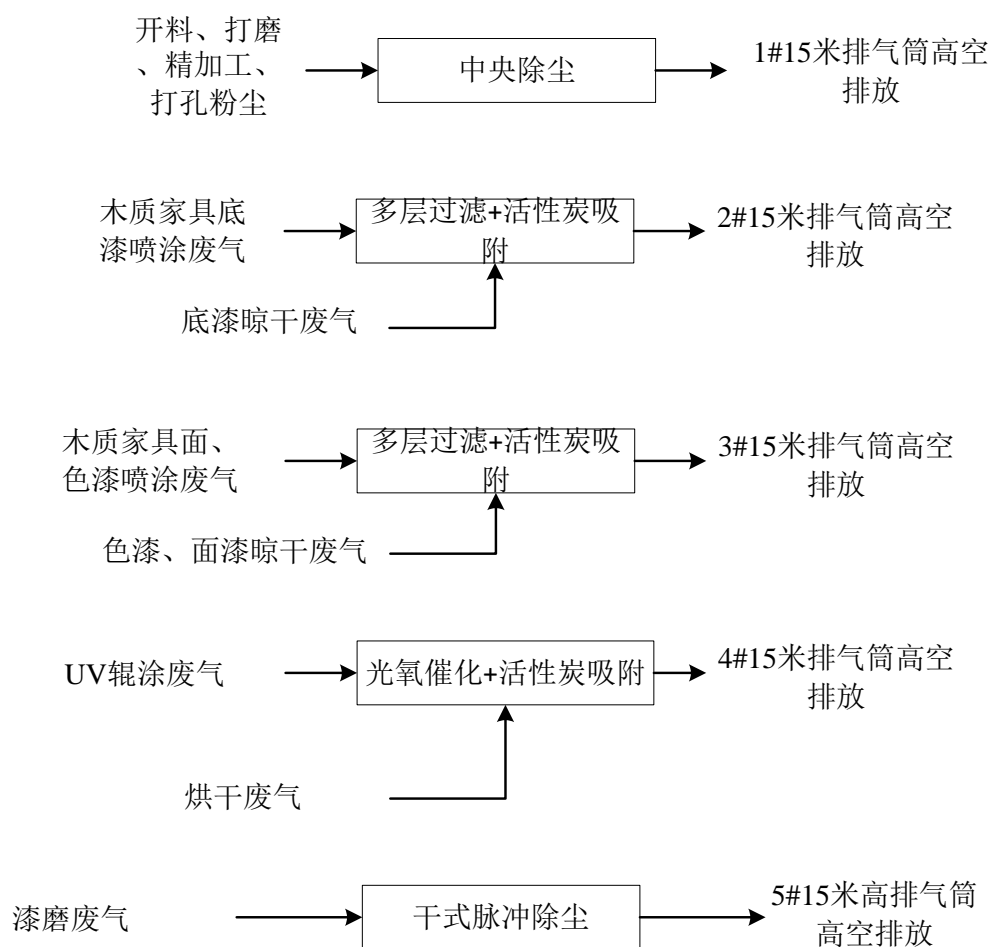 开料、打磨
、精加工、
打孔粉尘
中央除尘
1#15米排气筒高空
排放
木质家具底
漆喷涂废气
多层过滤+活性炭吸
附
2#15米排气筒高空
排放
底漆晾干废气
木质家具面、
色漆喷涂废气
多层过滤+活性炭吸
附
3#15米排气筒高空
排放
色漆、面漆晾干废气
UV辊涂废气
光氧催化+活性炭吸附
4#15米排气筒高空
排放
烘干废气
漆磨废气
干式脉冲除尘
5#15米高排气筒
高空排放